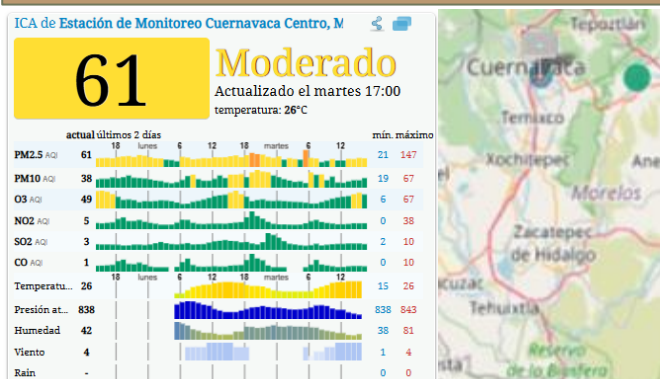 ICA de Estación de Monitoreo Cuernavaca Centro, M
61
Moderado
Actualizado el martes 17:00
temperatura: 26°C
actual últimos 2 días mín. máximo
18 lunes 6 12 18 martes 6 12
PM2.5 AQI 61 21 147
PM10 AQI 38 19 67
O3 AQI 49 6 67
NO2 AQI 5 0 38
SO2 AQI 3 2 10
CO AQI 1 0 10
18 lunes 6 12 18 martes 6 12
Temperatu... 26 15 26
Presión at... 838 838 843
Humedad 42 38 81
Viento 4 1 4
Rain - 0 0
Tepoztlán
Cuernavaca
Temixco
Xochitepec
Ane
Morelos
Zacatepec
de Hidalgo
icuzac
Tehuixtla
Reserva
de la Biosfera